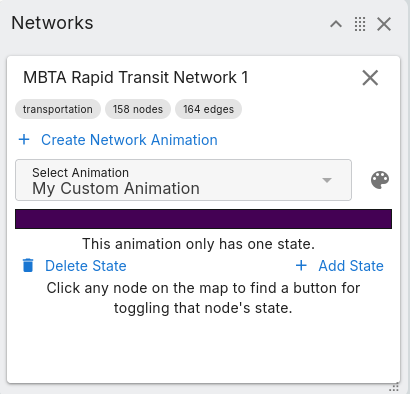 Networks
MBTA Rapid Transit Network 1
transportation 158 nodes 164 edges
+ Create Network Animation
Select Animation
My Custom Animation
This animation only has one state.
Delete State + Add State
Click any node on the map to find a button for
toggling that node's state.